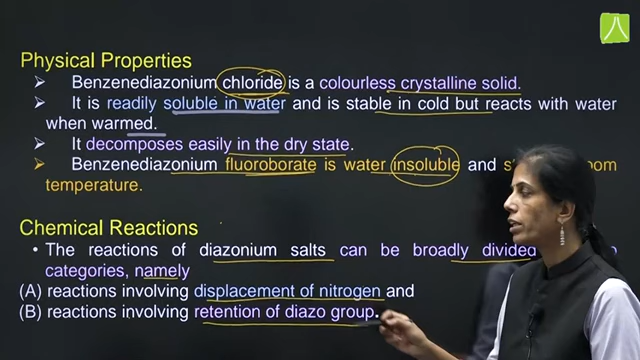 Physical Properties
➢ Benzenediazonium chloride is a colourless crystalline solid.
➢ It is readily soluble in water and is stable in cold but reacts with water
when warmed.
➢ It decomposes easily in the dry state.
➢ Benzenediazonium fluoroborate is water insoluble and
temperature.
Chemical Reactions
• The reactions of diazonium salts can be broadly divided
categories, namely
(A) reactions involving displacement of nitrogen and
(B) reactions involving retention of diazo group.